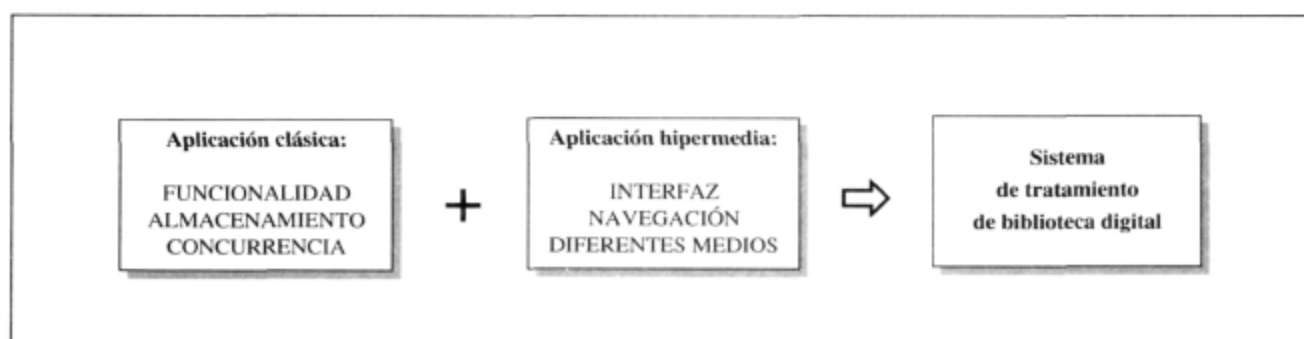 Aplicación clásica:
FUNCIONALIDAD
ALMACENAMIENTO
CONCURRENCIA
+
Aplicación hipermedia:
INTERFAZ
NAVEGACIÓN
DIFERENTES MEDIOS
Sistema
de tratamiento
de biblioteca digital